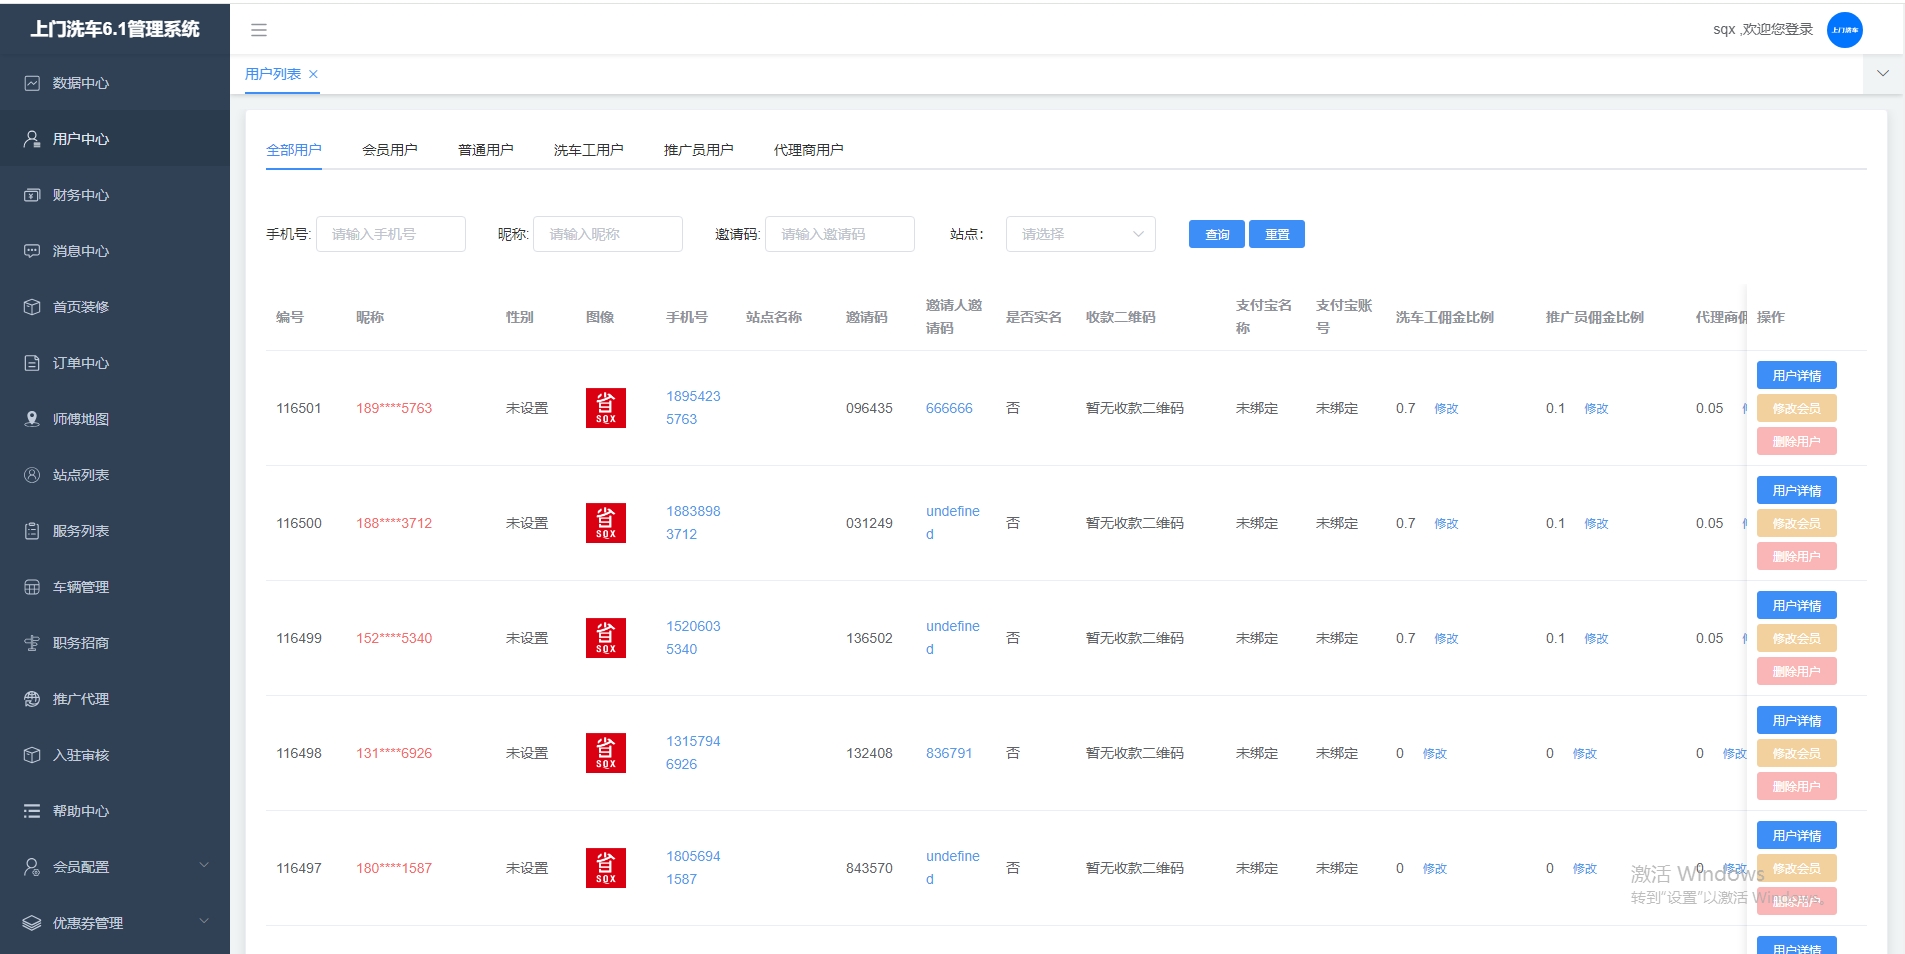 上门洗车6.1管理系统
sqx ,欢迎您登录
上门洗车
用户列表
数据中心
用户中心
财务中心
消息中心
首页装修
订单中心
师傅地图
站点列表
服务列表
车辆管理
职务招商
推广代理
入驻审核
帮助中心
会员配置
优惠券管理
全部用户 会员用户 普通用户 洗车工用户 推广员用户 代理商用户
手机号: 请输入手机号 昵称: 请输入昵称 邀请码: 请输入邀请码 站点: 请选择 查询 重置
编号 昵称 性别 图像 手机号 站点名称 邀请码 邀请人邀 是否实名 收款二维码 支付宝名 支付宝账 洗车工佣金比例 推广员佣金比例 代理商佣 操作
请码 称 号
用户详情
116501 189****5763 未设置 省 SQX 1895423 096435 666666 否 暂无收款二维码 未绑定 未绑定 0.7 修改 0.1 修改 0.05 修改会员
5763
删除用户
用户详情
116500 188****3712 未设置 省 SQX 1883898 031249 undefine 否 暂无收款二维码 未绑定 未绑定 0.7 修改 0.1 修改 0.05 修改会员
3712 d
删除用户
用户详情
116499 152****5340 未设置 省 SQX 1520603 136502 undefine 否 暂无收款二维码 未绑定 未绑定 0.7 修改 0.1 修改 0.05 修改会员
5340 d
删除用户
用户详情
116498 131****6926 未设置 省 SQX 1315794 132408 836791 否 暂无收款二维码 未绑定 未绑定 0 修改 0 修改 0 修改 修改会员
6926
删除用户
用户详情
116497 180****1587 未设置 省 SQX 1805694 843570 undefine 否 暂无收款二维码 未绑定 未绑定 0 修改 0 修改 0 修改 修改会员
1587 d
删除用户
激活 Windows
转到“设置”以激活 Windows。
用户详情